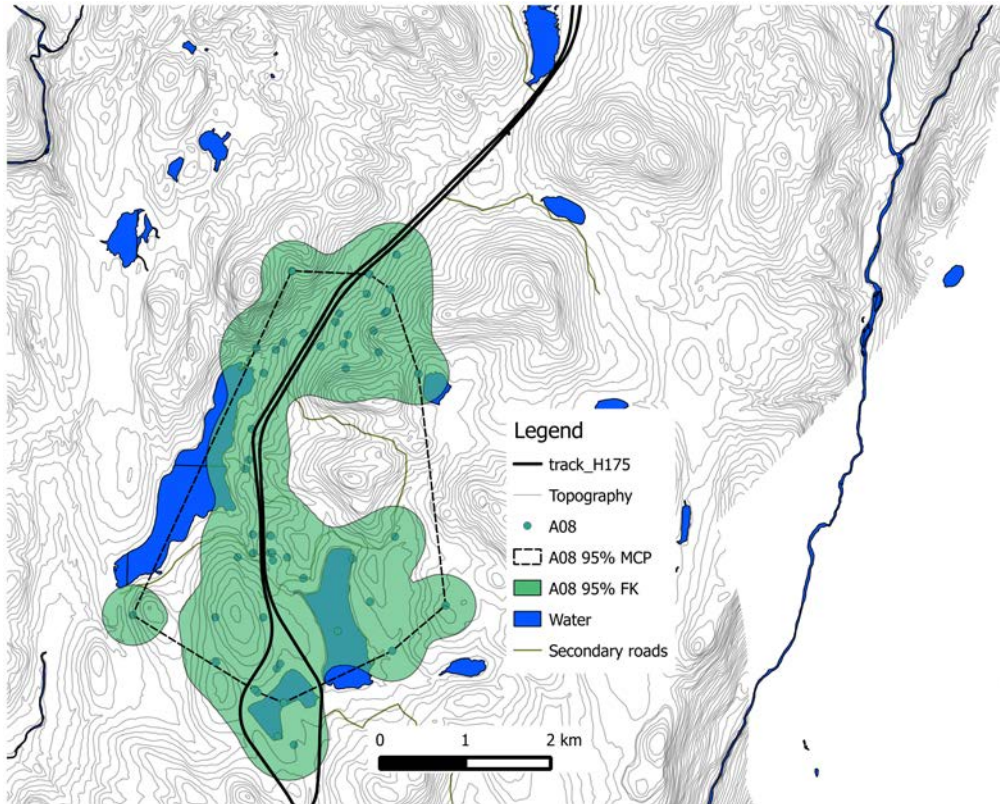 Legend
track_H175
Topography
A08
A08 95% MCP
A08 95% FK
Water
Secondary roads
0 1 2 km